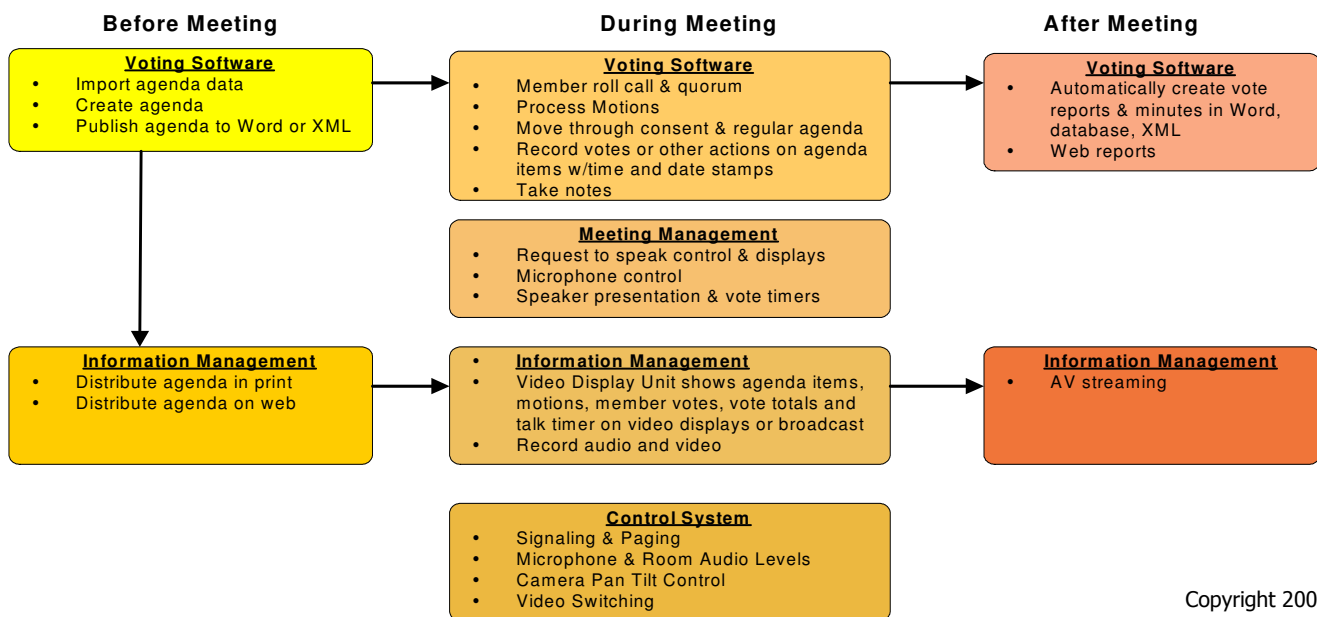 Before Meeting
During Meeting
After Meeting
Voting Software
• Import agenda data
• Create agenda
• Publish agenda to Word or XML
Voting Software
• Member roll call & quorum
• Process Motions
• Move through consent & regular agenda
• Record votes or other actions on agenda
items w/time and date stamps
• Take notes
Voting Software
• Automatically create vote
reports & minutes in Word,
database, XML
• Web reports
Meeting Management
• Request to speak control & displays
• Microphone control
• Speaker presentation & vote timers
Information Management
• Distribute agenda in print
• Distribute agenda on web
• Information Management
• Video Display Unit shows agenda items,
motions, member votes, vote totals and
talk timer on video displays or broadcast
• Record audio and video
Information Management
• AV streaming
Control System
• Signaling & Paging
• Microphone & Room Audio Levels
• Camera Pan Tilt Control
• Video Switching
Copyright 200